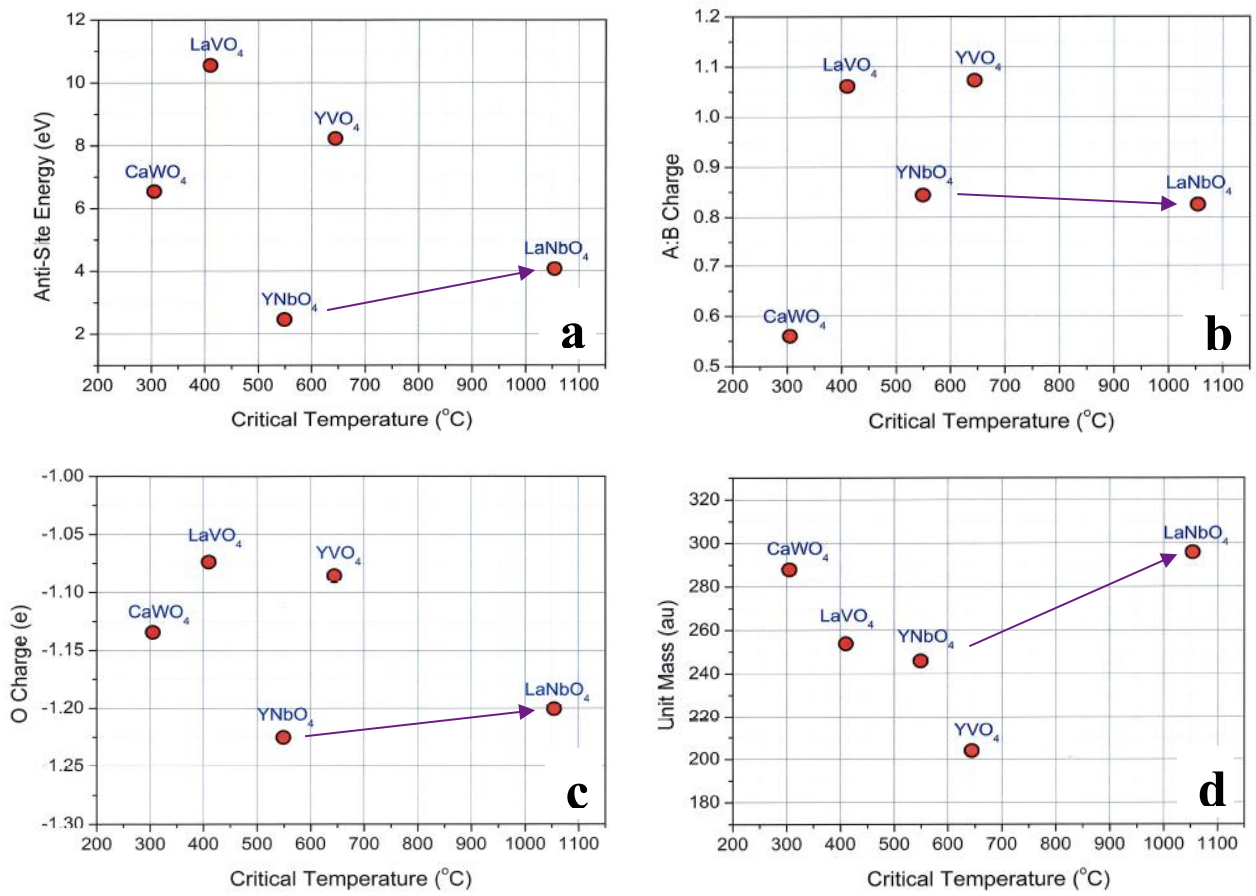 12
10
8
6
4
2
Anti-Site Energy (eV)
LaVO₄
YVO₄
CaWO₄
LaNbO₄
YNbO₄
a
200 300 400 500 600 700 800 900 1000 1100
Critical Temperature (°C)
1.2
1.1
1.0
0.9
0.8
0.7
0.6
0.5
A:B Charge
YVO₄
LaVO₄
YNbO₄
LaNbO₄
CaWO₄
b
200 300 400 500 600 700 800 900 1000 1100
Critical Temperature (°C)
-1.00
-1.05
-1.10
-1.15
-1.20
-1.25
-1.30
O Charge (e)
LaVO₄
YVO₄
CaWO₄
LaNbO₄
YNbO₄
c
200 300 400 500 600 700 800 900 1000 1100
Critical Temperature (°C)
320
300
280
260
240
220
200
180
Unit Mass (au)
LaNbO₄
CaWO₄
LaVO₄
YNbO₄
YVO₄
d
200 300 400 500 600 700 800 900 1000 1100
Critical Temperature (°C)